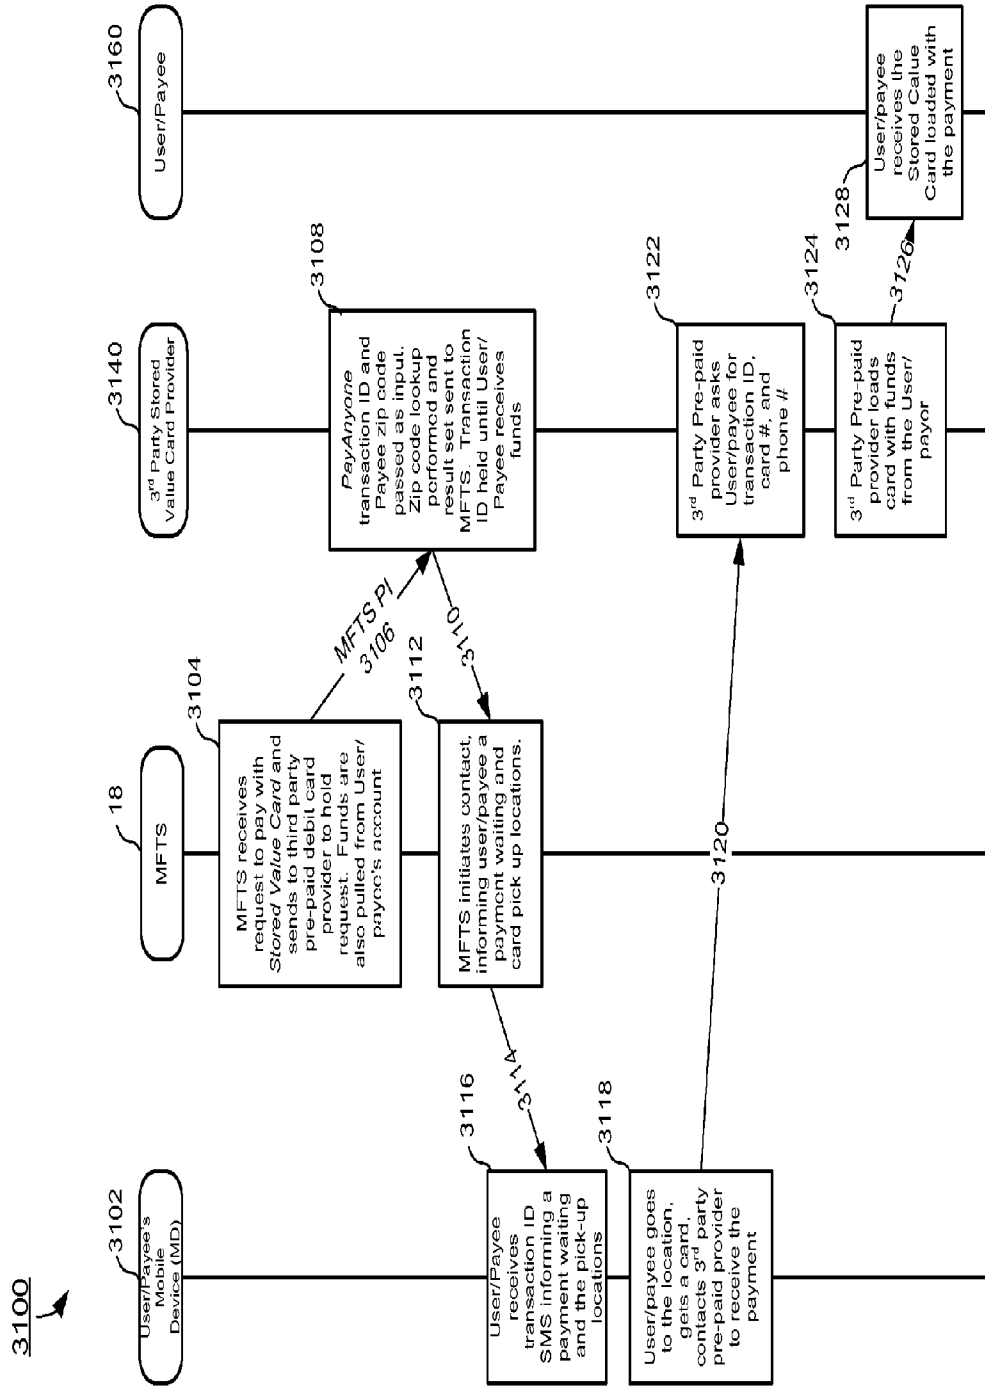 3100
3102
User/Payee's
Mobile
Device (MD)
18
MFTS
3140
3rd Party Stored
Value Card Provider
3160
User/Payee
3104
MFTS receives
request to pay with
Stored Value Card and
sends to third party
pre-paid debit card
provider to hold
request. Funds are
also pulled from User/
payee's account
MFTS PI
3106
3108
PayAnyone
transaction ID and
Payee zip code
passed as input.
Zip code lookup
performed and
result set sent to
MFTS. Transaction
ID held until User/
Payee receives
funds
3110
3112
MFTS initiates contact,
informing user/payee a
payment waiting and
card pick up locations.
3114
3116
User/Payee
receives
transaction ID
SMS informing a
payment waiting
and the pick-up
locations
3118
User/payee goes
to the location,
gets a card,
contacts 3rd party
pre-paid provider
to receive the
payment
3120
3122
3rd Party Pre-paid
provider asks
User/payee for
transaction ID,
card #, and
phone #
3124
3rd Party Pre-paid
provider loads
card with funds
from the User/
payor
3126
3128
User/payee
receives the
Stored Calue
Card loaded with
the payment